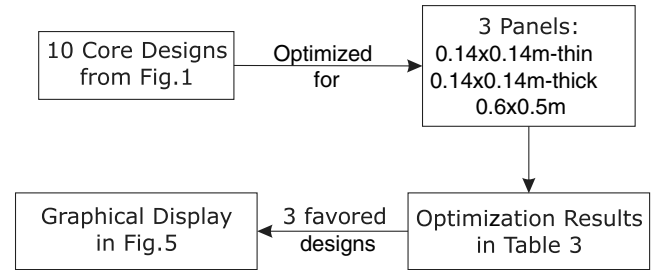 10 Core Designs
from Fig.1
Optimized
for
3 Panels:
0.14x0.14m-thin
0.14x0.14m-thick
0.6x0.5m
Optimization Results
in Table 3
3 favored
designs
Graphical Display
in Fig.5